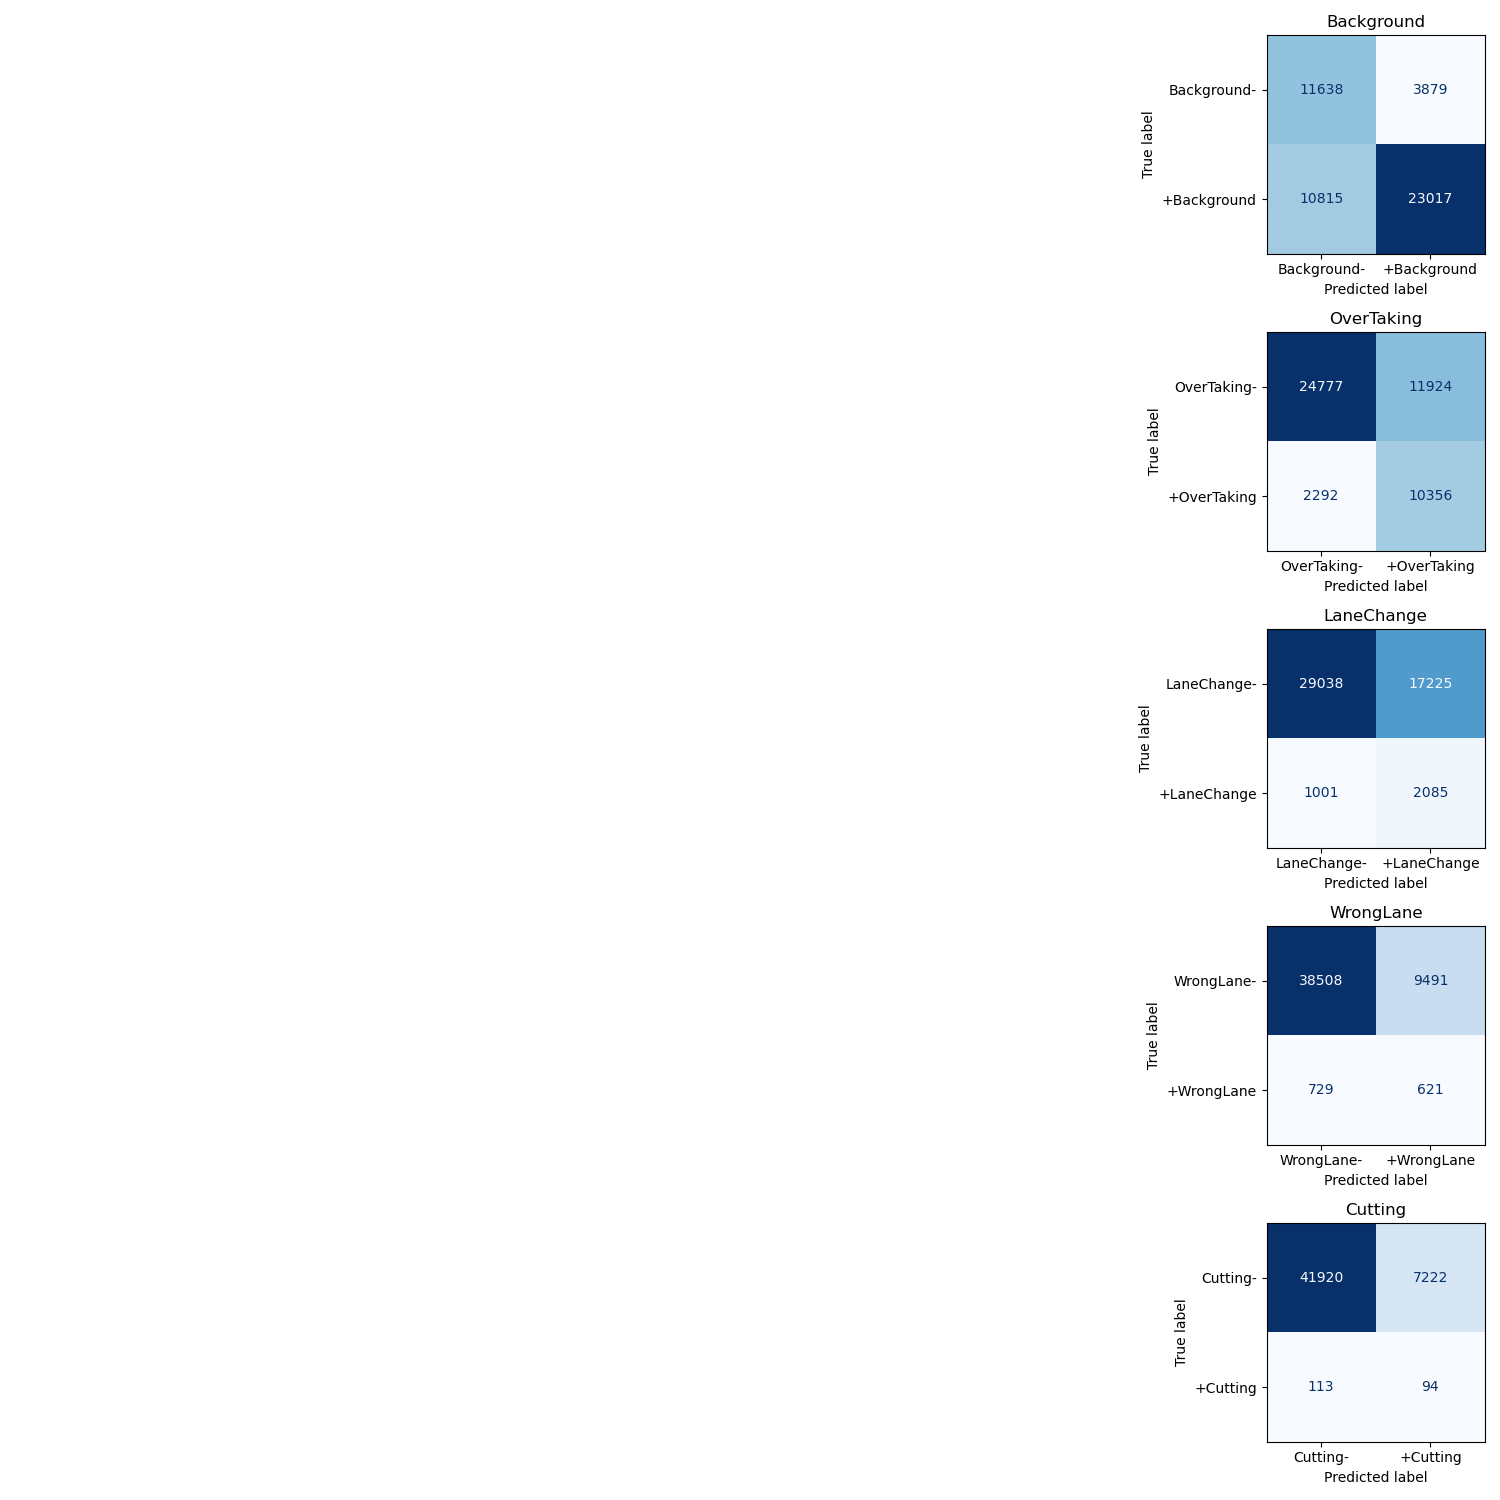 Background
Background-
11638
3879
True label
+Background
10815
23017
Background-
+Background
Predicted label
OverTaking
OverTaking-
24777
11924
True label
+OverTaking
2292
10356
OverTaking-
+OverTaking
Predicted label
LaneChange
LaneChange-
29038
17225
True label
+LaneChange
1001
2085
LaneChange-
+LaneChange
Predicted label
WrongLane
WrongLane-
38508
9491
True label
+WrongLane
729
621
WrongLane-
+WrongLane
Predicted label
Cutting
Cutting-
41920
7222
True label
+Cutting
113
94
Cutting-
+Cutting
Predicted label